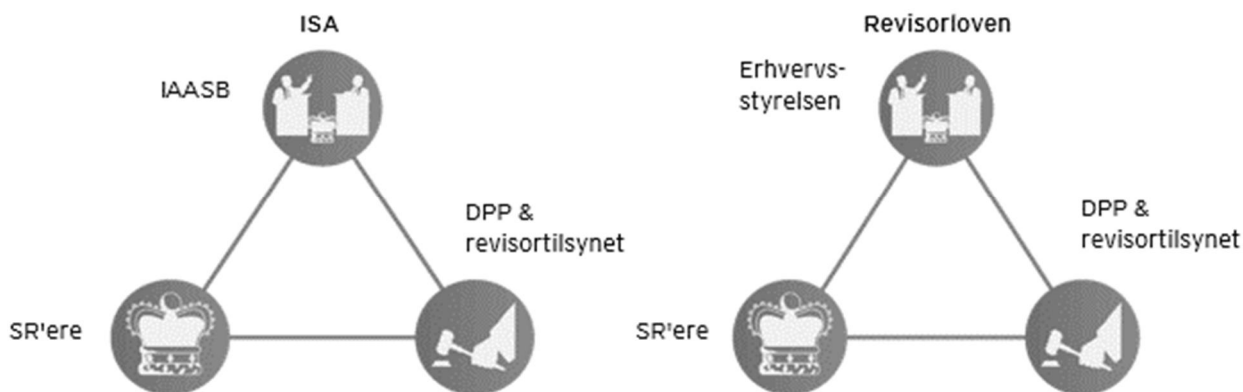 ISA
IAASB
DPP &
revisortilsynet
SR'ere
Revisorloven
Erhvervs-
styrelsen
DPP &
revisortilsynet
SR'ere